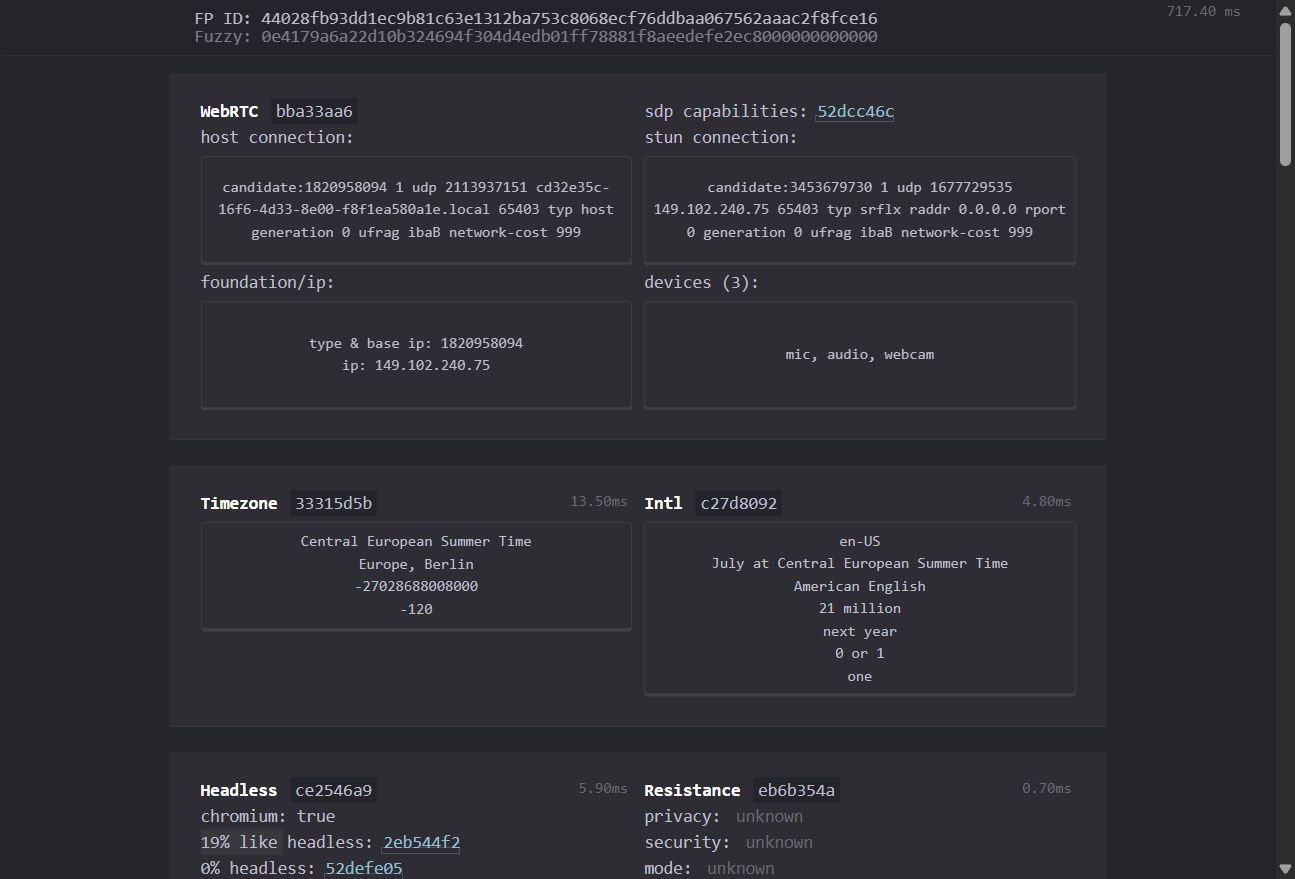 FP ID: 44028fb93dd1ec9b81c63e1312ba753c8068ecf76ddbaa067562aaac2f8fce16
717.40 ms
Fuzzy: 0e4179a6a22d10b324694f304d4edb01ff78881f8aeedefe2ec8000000000000
WebRTC bba33aa6
host connection:
candidate:1820958094 1 udp 2113937151 cd32e35c-
16f6-4d33-8e00-f8f1ea580a1e.local 65403 typ host
generation 0 ufrag ibaB network-cost 999
foundation/ip:
type & base ip: 1820958094
ip: 149.102.240.75
sdp capabilities: 52dcc46c
stun connection:
candidate:3453679730 1 udp 1677729535
149.102.240.75 65403 typ srflx raddr 0.0.0.0 rport
0 generation 0 ufrag ibaB network-cost 999
devices (3):
mic, audio, webcam
Timezone 33315d5b 13.50ms
Central European Summer Time
Europe, Berlin
-27028688008000
-120
Intl c27d8092 4.80ms
en-US
July at Central European Summer Time
American English
21 million
next year
0 or 1
one
Headless ce2546a9 5.90ms
chromium: true
19% like headless: 2eb544f2
0% headless: 52defe05
Resistance eb6b354a 0.70ms
privacy: unknown
security: unknown
mode: unknown